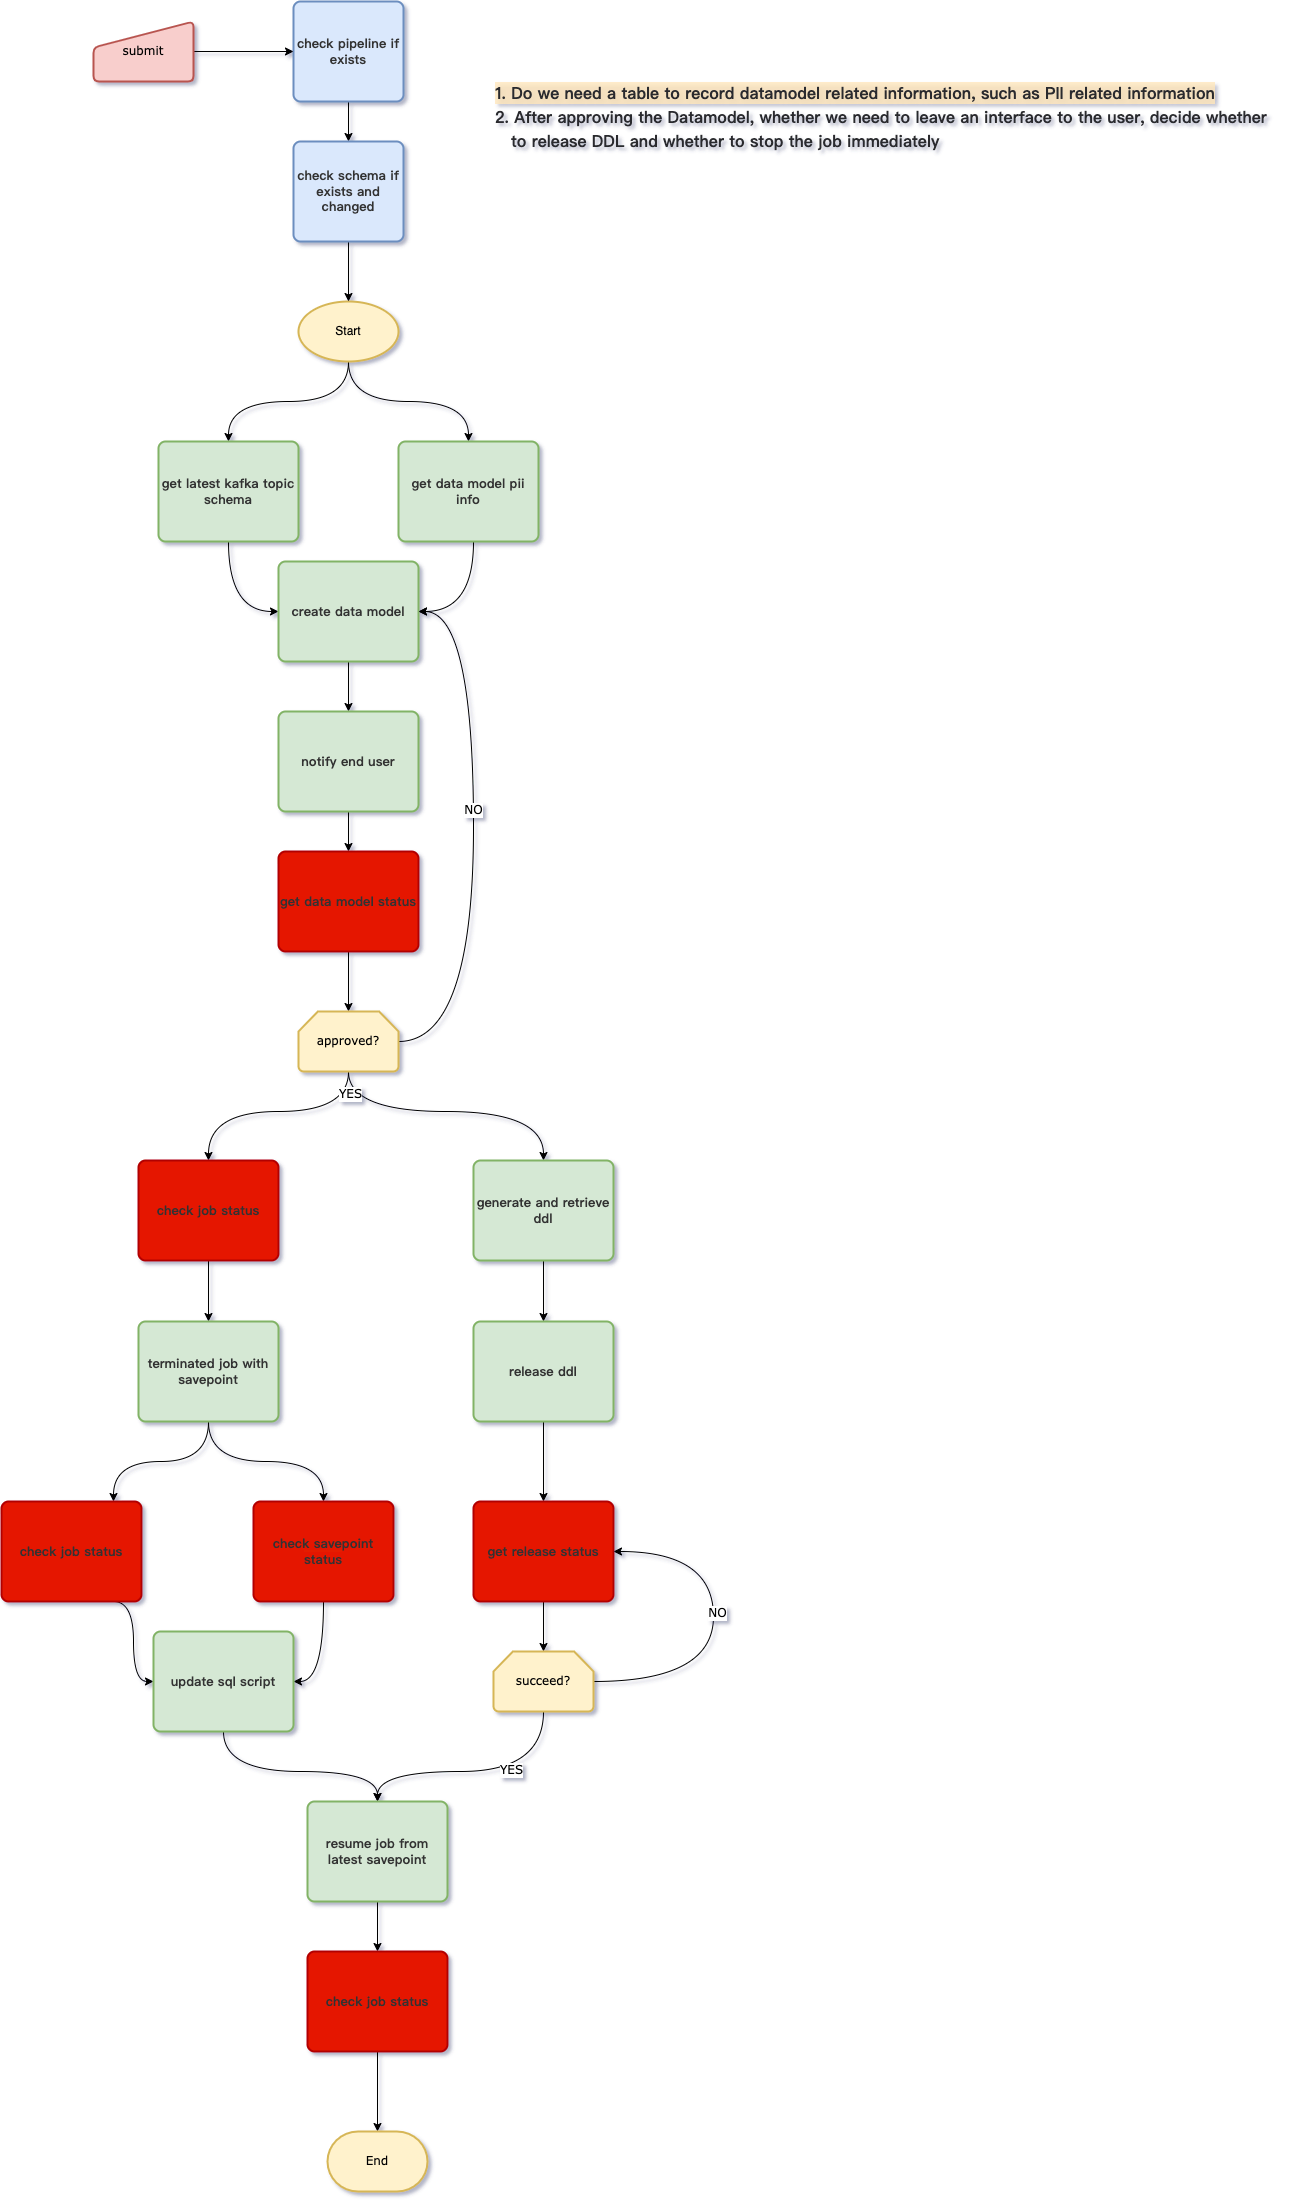 submit
check pipeline if
exists
1. Do we need a table to record datamodel related information, such as PII related information
2. After approving the Datamodel, whether we need to leave an interface to the user, decide whether
to release DDL and whether to stop the job immediately
check schema if
exists and
changed
Start
get latest kafka topic
schema
get data model pii
info
create data model
notify end user
NO
get data model status
approved?
YES
check job status
generate and retrieve
ddl
terminated job with
savepoint
release ddl
check job status
check savepoint
status
get release status
NO
update sql script
succeed?
YES
resume job from
latest savepoint
check job status
End